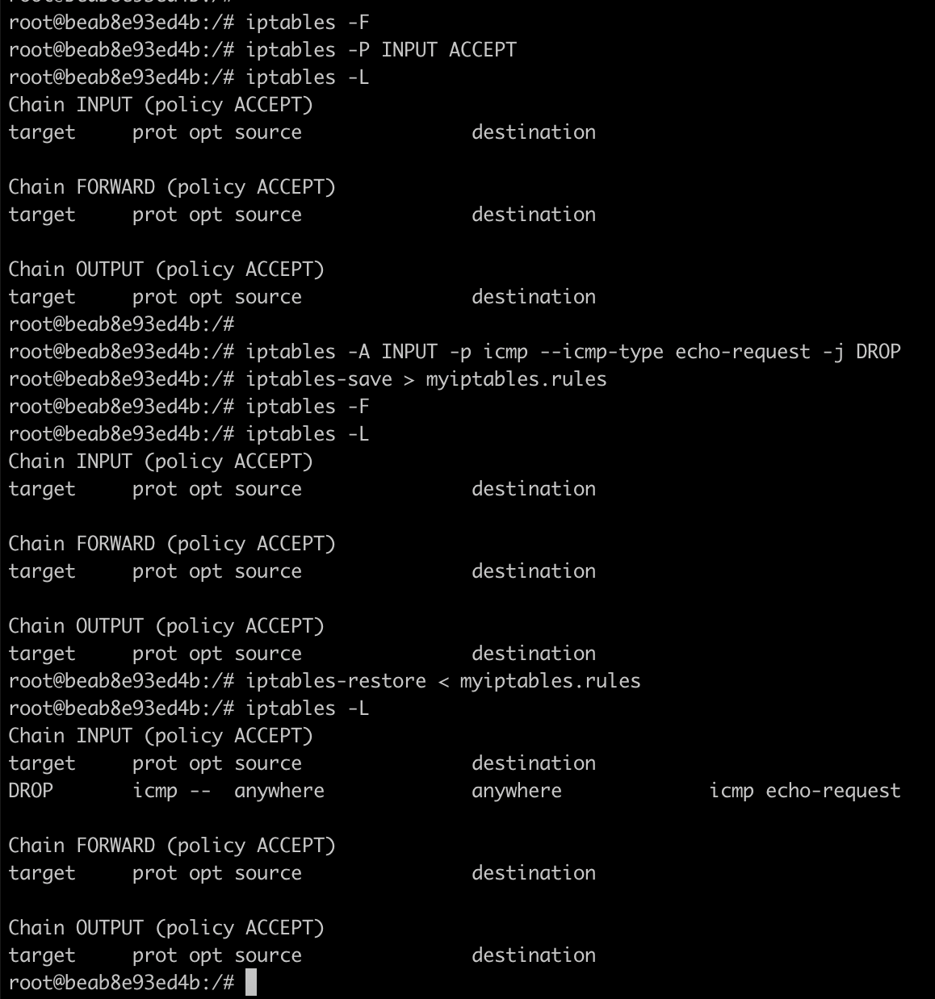 root@beab8e93ed4b:/#
root@beab8e93ed4b:/# iptables -F
root@beab8e93ed4b:/# iptables -P INPUT ACCEPT
root@beab8e93ed4b:/# iptables -L
Chain INPUT (policy ACCEPT)
target     prot opt source               destination

Chain FORWARD (policy ACCEPT)
target     prot opt source               destination

Chain OUTPUT (policy ACCEPT)
target     prot opt source               destination
root@beab8e93ed4b:/#
root@beab8e93ed4b:/# iptables -A INPUT -p icmp --icmp-type echo-request -j DROP
root@beab8e93ed4b:/# iptables-save > myiptables.rules
root@beab8e93ed4b:/# iptables -F
root@beab8e93ed4b:/# iptables -L
Chain INPUT (policy ACCEPT)
target     prot opt source               destination

Chain FORWARD (policy ACCEPT)
target     prot opt source               destination

Chain OUTPUT (policy ACCEPT)
target     prot opt source               destination
root@beab8e93ed4b:/# iptables-restore < myiptables.rules
root@beab8e93ed4b:/# iptables -L
Chain INPUT (policy ACCEPT)
target     prot opt source               destination
DROP       icmp --  anywhere             anywhere             icmp echo-request

Chain FORWARD (policy ACCEPT)
target     prot opt source               destination

Chain OUTPUT (policy ACCEPT)
target     prot opt source               destination
root@beab8e93ed4b:/#